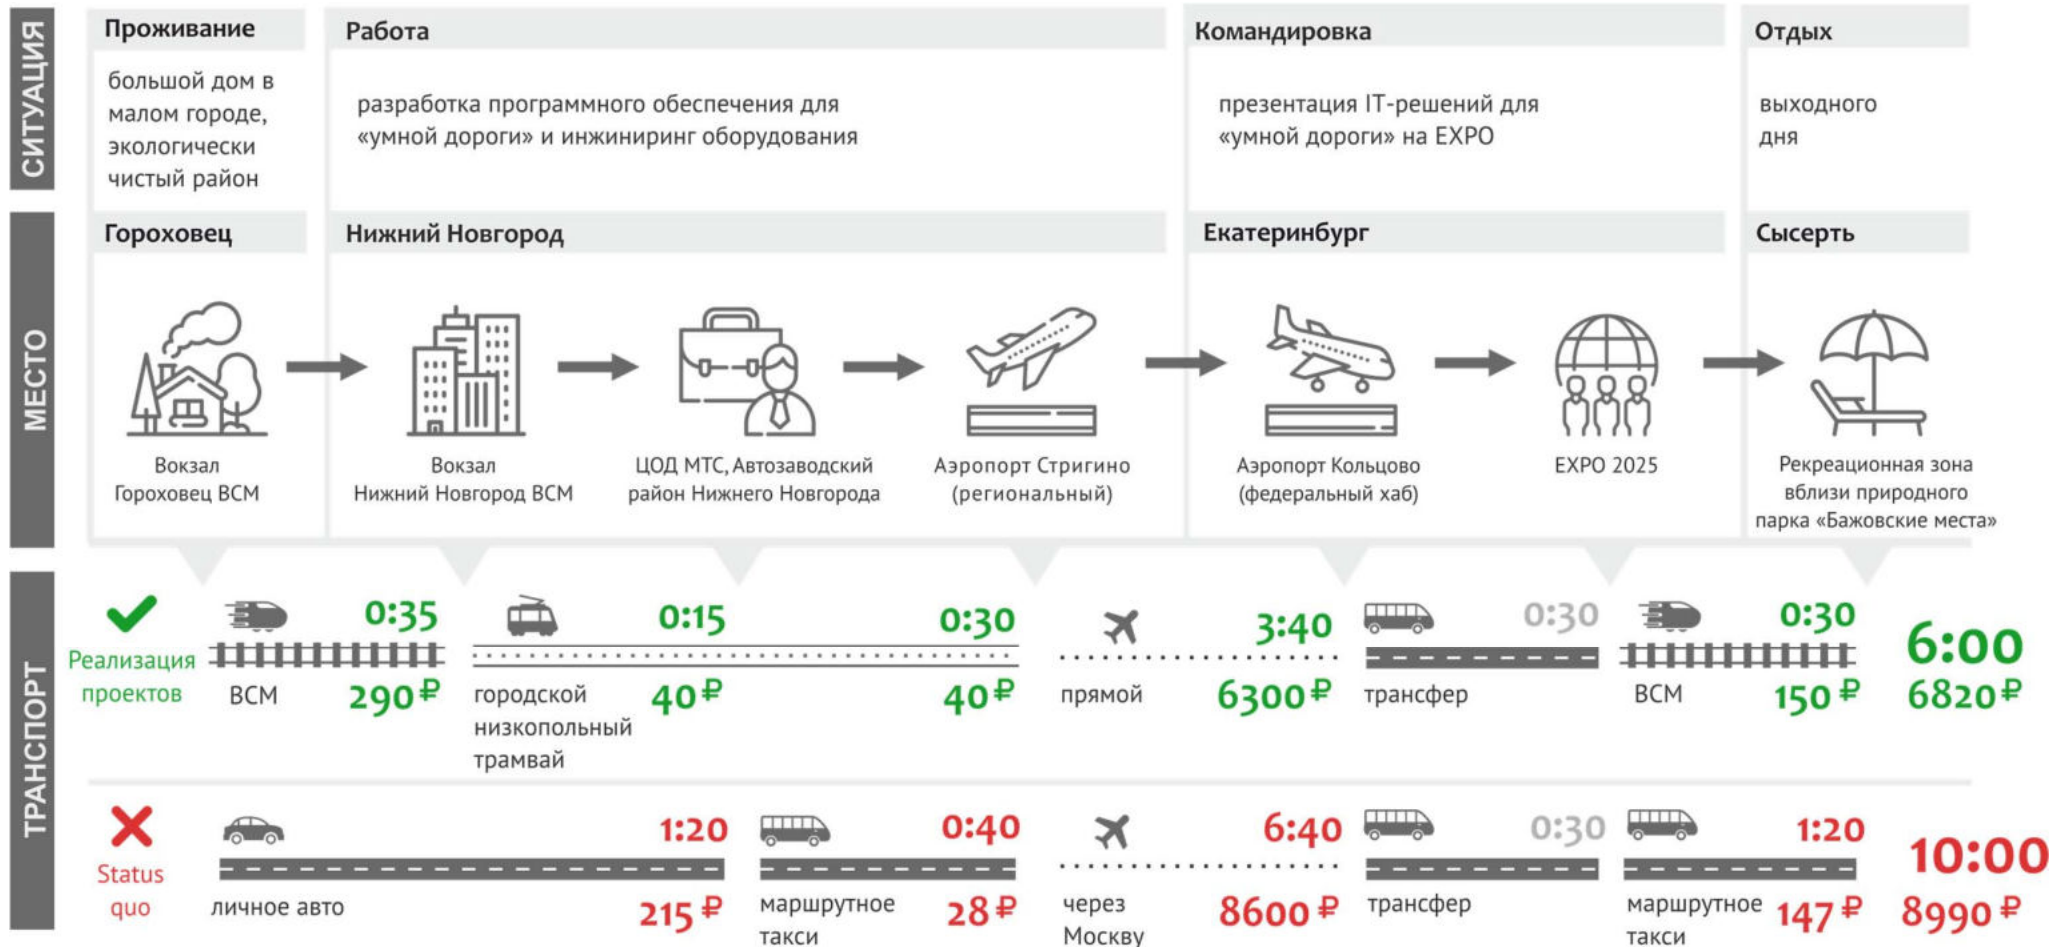 СИТУАЦИЯ
Проживание
большой дом в
малом городе,
экологически
чистый район
Работа
разработка программного обеспечения для
«умной дороги» и инжиниринг оборудования
Командировка
презентация IT-решений для
«умной дороги» на EXPO
Отдых
выходного
дня
МЕСТО
Гороховец
Вокзал
Гороховец ВСМ
Нижний Новгород
Вокзал
Нижний Новгород ВСМ
ЦОД МТС, Автозаводский
район Нижнего Новгорода
Аэропорт Стригино
(региональный)
Екатеринбург
Аэропорт Кольцово
(федеральный хаб)
EXPO 2025
Сысерть
Рекреационная зона
вблизи природного
парка «Бажовские места»
ТРАНСПОРТ
Реализация
проектов
0:35
ВСМ
290 ₽
0:15
городской
низкопольный
трамвай
40 ₽
0:30
40 ₽
3:40
прямой
6300 ₽
0:30
трансфер
0:30
ВСМ
150 ₽
6:00
6820 ₽
Status
quo
1:20
личное авто
215 ₽
0:40
маршрутное
такси
28 ₽
6:40
через
Москву
8600 ₽
0:30
трансфер
1:20
маршрутное
такси
147 ₽
10:00
8990 ₽